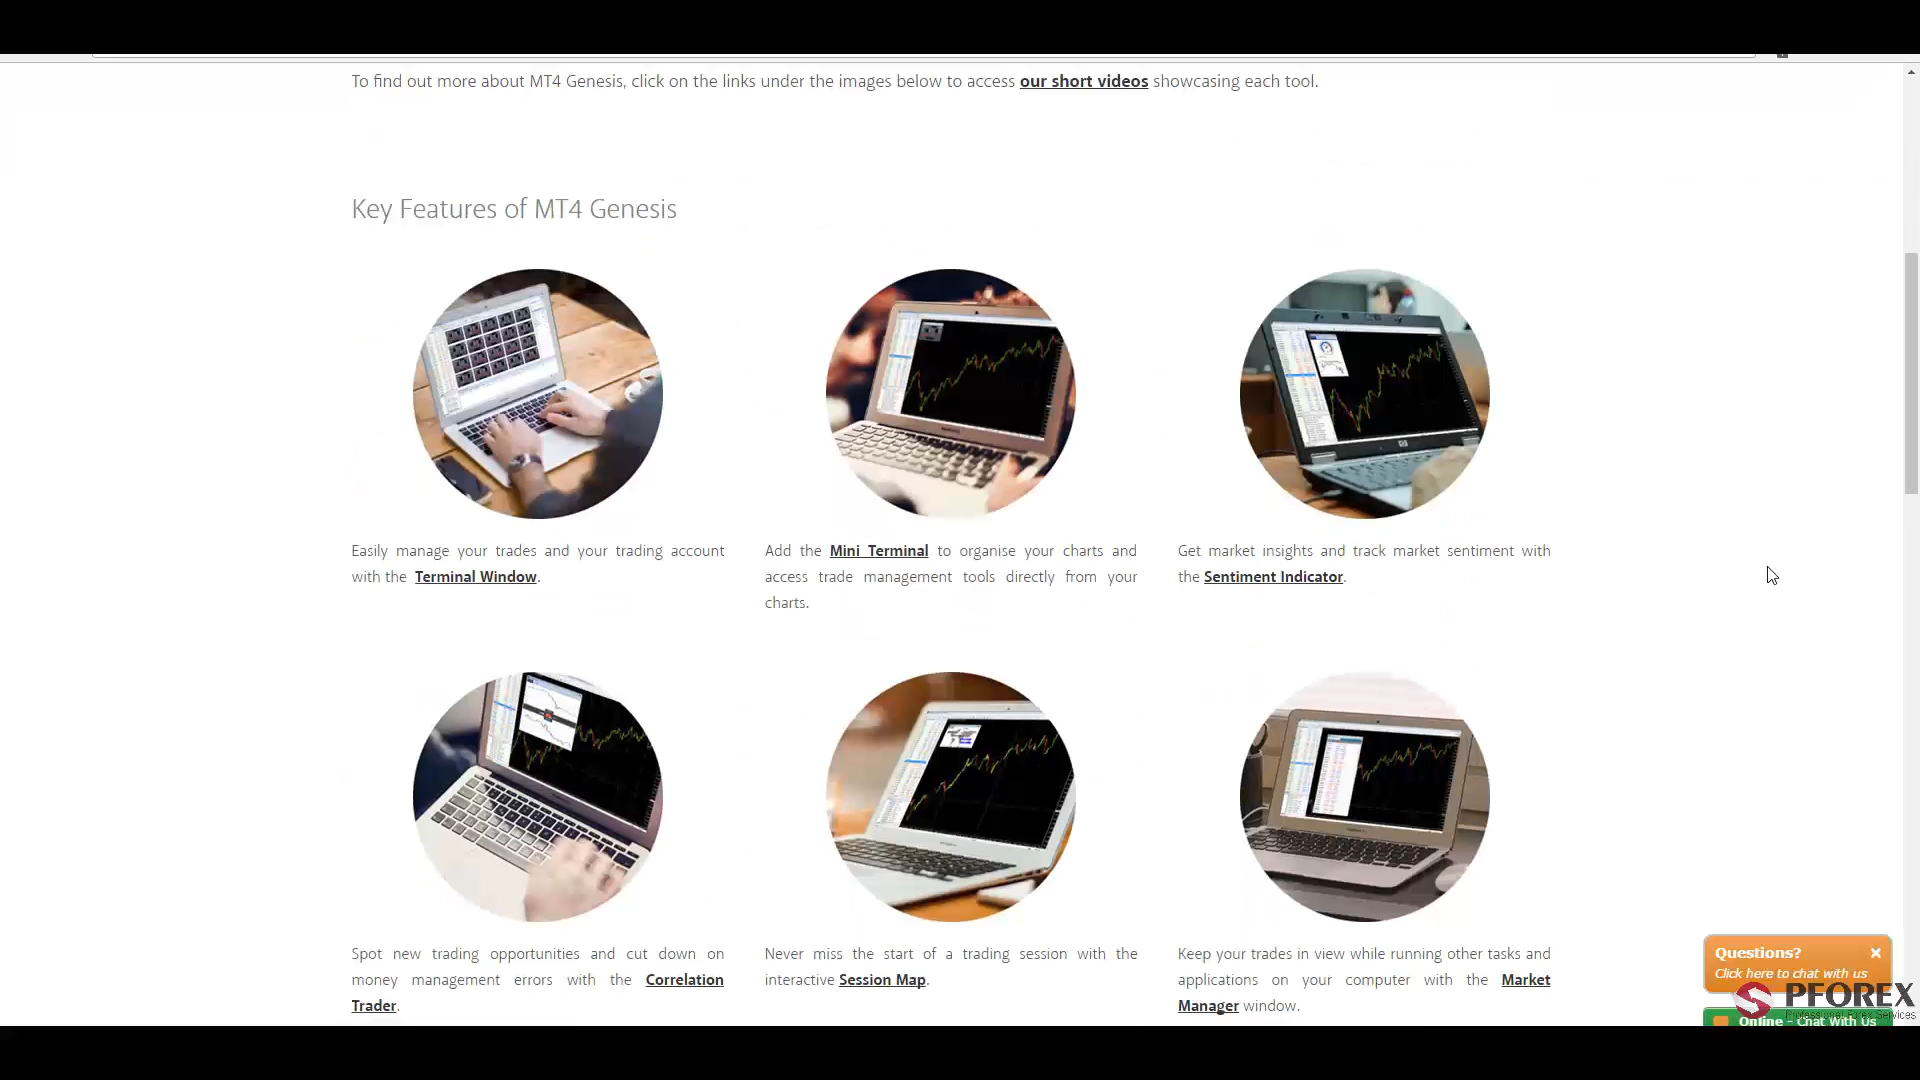 To find out more about MT4 Genesis, click on the links under the images below to access our short videos showcasing each tool.
Key Features of MT4 Genesis
Easily manage your trades and your trading account
with the Terminal Window.
Add the Mini Terminal to organise your charts and
access trade management tools directly from your
charts.
Get market insights and track market sentiment with
the Sentiment Indicator.
Spot new trading opportunities and cut down on
money management errors with the Correlation
Trader.
Never miss the start of a trading session with the
interactive Session Map.
Keep your trades in view while running other tasks and
applications on your computer with the Market
Manager window.
Questions?
Click here to chat with us
PFOREX
Professional Forex Services
Online - Chat With Us